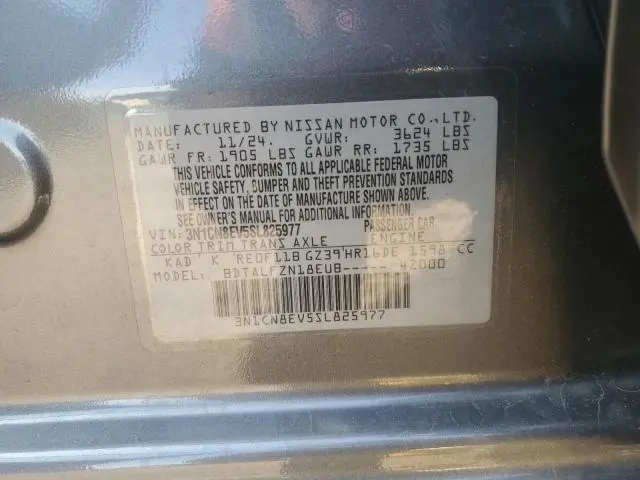 MANUFACTURED BY NISSAN MOTOR CO.,LTD.
DATE: 11/24. GVWR: 3624 LBS
GAWR FR: 1905 LBS GAWR RR: 1735 LBS
THIS VEHICLE CONFORMS TO ALL APPLICABLE FEDERAL MOTOR
VEHICLE SAFETY, BUMPER AND THEFT PREVENTION STANDARDS
IN EFFECT ON THE DATE OF MANUFACTURE SHOWN ABOVE.
SEE OWNER'S MANUAL FOR ADDITIONAL INFORMATION.
VIN: 3N1CN8EV5SL825977 PASSENGER CAR
COLOR TRIM TRANS AXLE ENGINE
KAD K RE0F11B GZ39 HR16DE 1598 CC
MODEL: BDTALFZN18EUB----- 42000
3N1CN8EV5SL825977